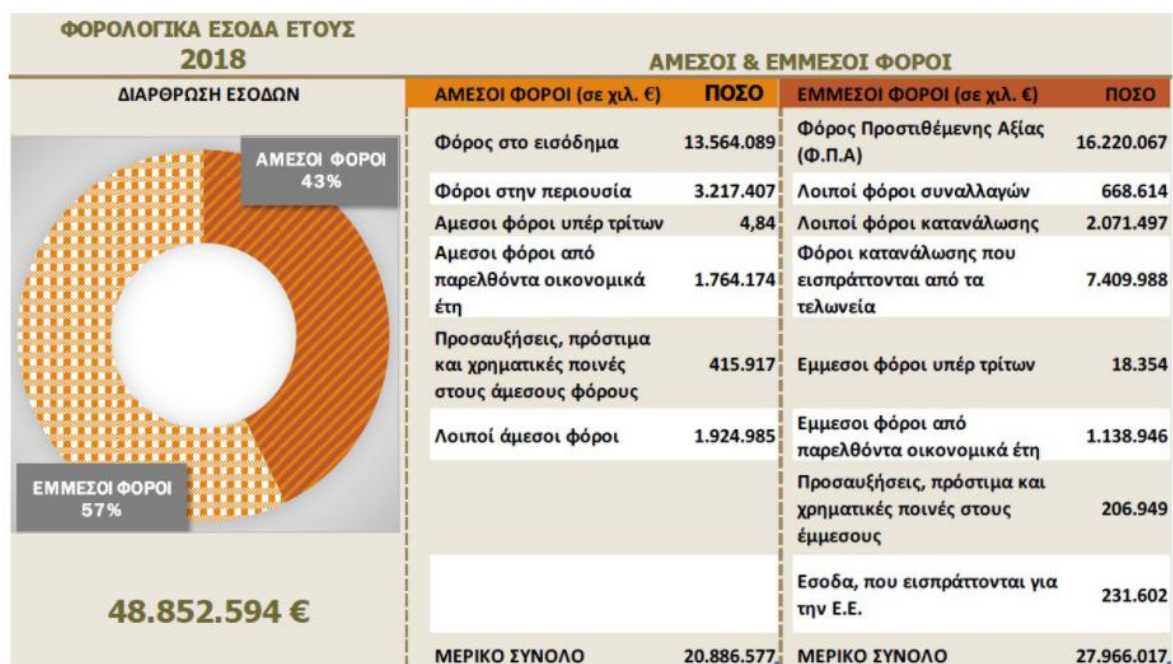 ΦΟΡΟΛΟΓΙΚΑ ΕΣΟΔΑ ΕΤΟΥΣ
2018
ΑΜΕΣΟΙ & ΕΜΜΕΣΟΙ ΦΟΡΟΙ
ΔΙΑΡΘΡΩΣΗ ΕΣΟΔΩΝ
ΑΜΕΣΟΙ ΦΟΡΟΙ
43%
ΕΜΜΕΣΟΙ ΦΟΡΟΙ
57%
48.852.594 €
ΑΜΕΣΟΙ ΦΟΡΟΙ (σε χιλ. €) ΠΟΣΟ
Φόρος στο εισόδημα 13.564.089
Φόροι στην περιουσία 3.217.407
Αμεσοι φόροι υπέρ τρίτων 4,84
Αμεσοι φόροι από
παρελθόντα οικονομικά 1.764.174
έτη
Προσαυξήσεις, πρόστιμα
και χρηματικές ποινές 415.917
στους άμεσους φόρους
Λοιποί άμεσοι φόροι 1.924.985
ΜΕΡΙΚΟ ΣΥΝΟΛΟ 20.886.577
ΕΜΜΕΣΟΙ ΦΟΡΟΙ (σε χιλ. €) ΠΟΣΟ
Φόρος Προστιθέμενης Αξίας
(Φ.Π.Α) 16.220.067
Λοιποί φόροι συναλλαγών 668.614
Λοιποί φόροι κατανάλωσης 2.071.497
Φόροι κατανάλωσης που
εισπράττονται από τα 7.409.988
τελωνεία
Εμμεσοι φόροι υπέρ τρίτων 18.354
Εμμεσοι φόροι από
παρελθόντα οικονομικά έτη 1.138.946
Προσαυξήσεις, πρόστιμα και
χρηματικές ποινές στους 206.949
έμμεσους
Εσοδα, που εισπράττονται για
την Ε.Ε. 231.602
ΜΕΡΙΚΟ ΣΥΝΟΛΟ 27.966.017